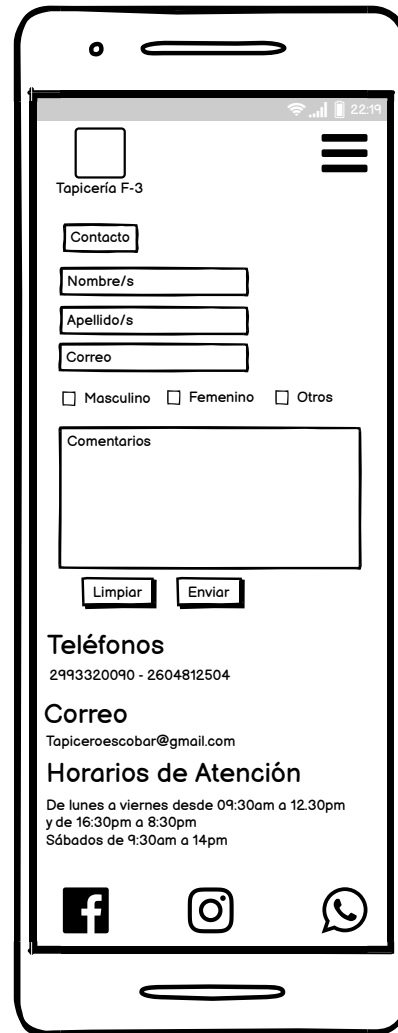 22:19
Tapicería F-3
Contacto
Nombre/s
Apellido/s
Correo
Masculino Femenino Otros
Comentarios
Limpiar Enviar
Teléfonos
2993320090 - 2604812504
Correo
Tapiceroescobar@gmail.com
Horarios de Atención
De lunes a viernes desde 09:30am a 12.30pm
y de 16:30pm a 8:30pm
Sábados de 9:30am a 14pm